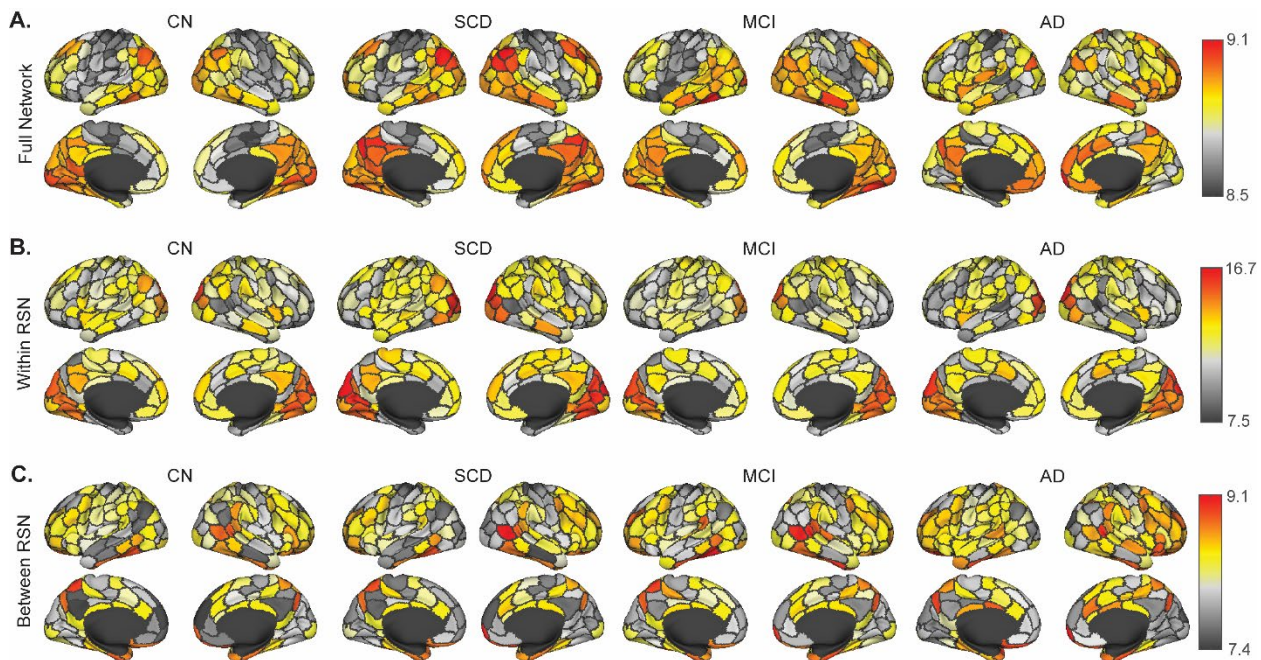 A.
CN SCD MCI AD
Full Network
9.1
8.5
B.
CN SCD MCI AD
Within RSN
16.7
7.5
C.
CN SCD MCI AD
Between RSN
9.1
7.4